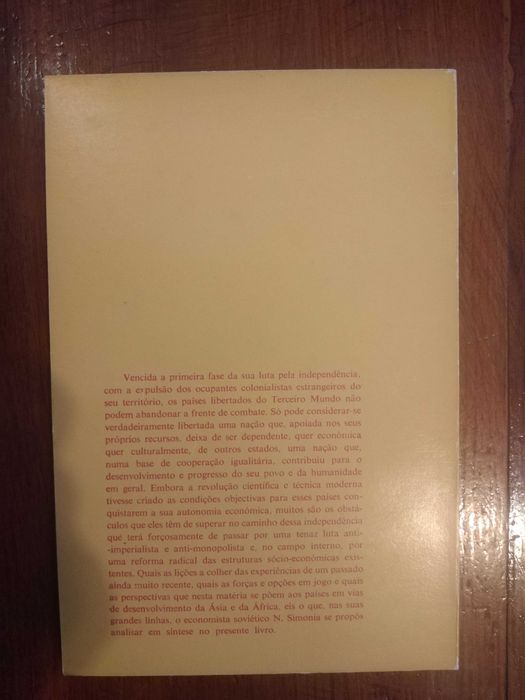 Vencida a primeira fase da sua luta pela independência,
com a expulsão dos ocupantes colonialistas estrangeiros do
seu território, os países libertados do Terceiro Mundo não
podem abandonar a frente de combate. Só pode considerar-se
verdadeiramente libertada uma nação que, apoiada nos seus
próprios recursos, deixa de ser dependente, quer económica
quer culturalmente, de outros estados, uma nação que,
numa base de cooperação igualitária, contribuiu para o
desenvolvimento e progresso do seu povo e da humanidade
em geral. Embora a revolução científica e técnica moderna
tivesse criado as condições objectivas para esses países con-
quistarem a sua autonomia económica, muitos são os obstá-
culos que eles têm de superar no caminho dessa independência
que terá forçosamente de passar por uma tenaz luta anti-
-imperialista e anti-monopolista e, no campo interno, por
uma reforma radical das estruturas sócio-económicas exis-
tentes. Quais as lições a colher das experiências de um passado
ainda muito recente, quais as forças e opções em jogo e quais
as perspectivas que nesta matéria se põem aos países em vias
de desenvolvimento da Ásia e da África, eis o que, nas suas
grandes linhas, o economista soviético N. Simonia se propôs
analisar em síntese no presente livro.